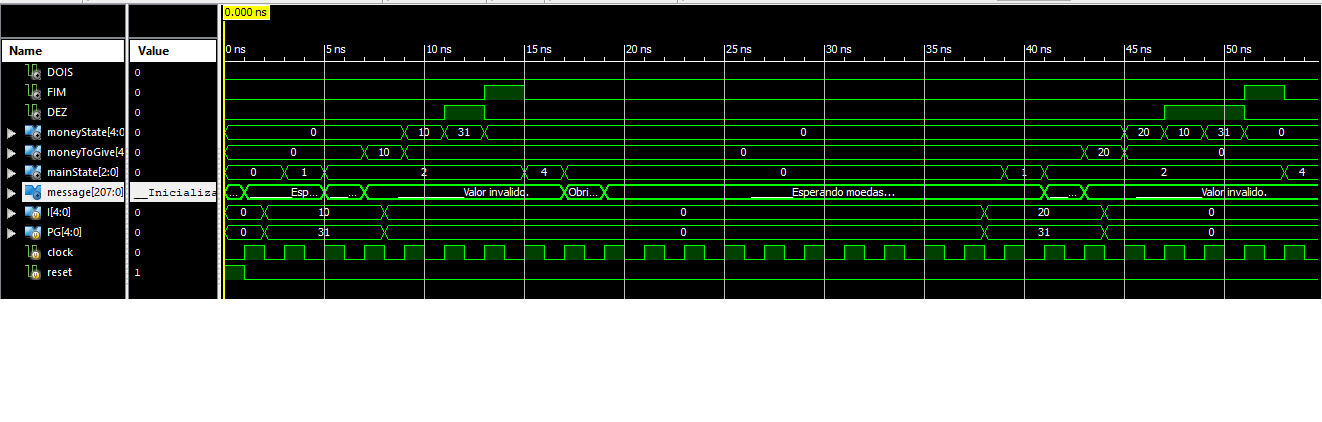 0.000 ns
Name Value 0 ns 5 ns 10 ns 15 ns 20 ns 25 ns 30 ns 35 ns 40 ns 45 ns 50 ns
DOIS 0
FIM 0
DEZ 0
moneyState[4:0 0 0 10 31 0 20 10 31 0
moneyToGive[4 0 0 10 0 20 0
mainState[2:0] 0 0 1 2 4 0 1 2 4
message[207:0] __Inicializa ... Esp... ... Valor invalido. Obri... Esperando moedas... ... Valor invalido.
I[4:0] 0 0 10 0 20 0
PG[4:0] 0 0 31 0 31 0
clock 0
reset 1